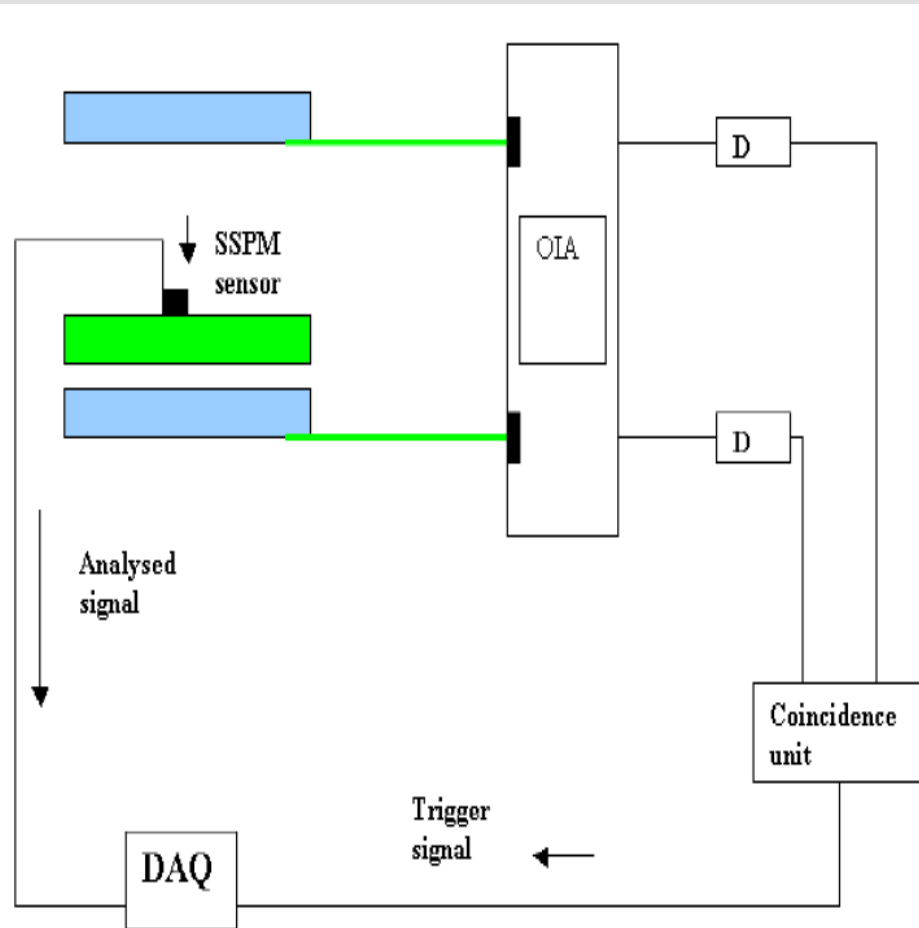 D
SSPM
sensor
OIA
D
Analysed
signal
Coincidence
unit
Trigger
signal
DAQ